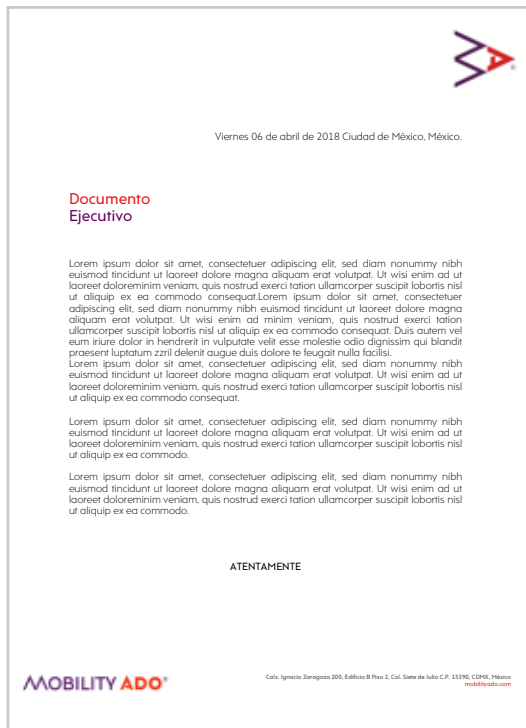 Viernes 06 de abril de 2018 Ciudad de México, México.
Documento
Ejecutivo
Lorem ipsum dolor sit amet, consectetuer adipiscing elit, sed diam nonummy nibh
euismod tincidunt ut laoreet dolore magna aliquam erat volutpat. Ut wisi enim ad ut
laoreet doloreminim veniam, quis nostrud exerci tation ullamcorper suscipit lobortis nisl
ut aliquip ex ea commodo consequat.Lorem ipsum dolor sit amet, consectetuer
adipiscing elit, sed diam nonummy nibh euismod tincidunt ut laoreet dolore magna
aliquam erat volutpat. Ut wisi enim ad minim veniam, quis nostrud exerci tation
ullamcorper suscipit lobortis nisl ut aliquip ex ea commodo consequat. Duis autem vel
eum iriure dolor in hendrerit in vulputate velit esse molestie odio dignissim qui blandit
praesent luptatum zzril delenit augue duis dolore te feugait nulla facilisi.
Lorem ipsum dolor sit amet, consectetuer adipiscing elit, sed diam nonummy nibh
euismod tincidunt ut laoreet dolore magna aliquam erat volutpat. Ut wisi enim ad ut
laoreet doloreminim veniam, quis nostrud exerci tation ullamcorper suscipit lobortis nisl
ut aliquip ex ea commodo consequat.
Lorem ipsum dolor sit amet, consectetuer adipiscing elit, sed diam nonummy nibh
euismod tincidunt ut laoreet dolore magna aliquam erat volutpat. Ut wisi enim ad ut
laoreet doloreminim veniam, quis nostrud exerci tation ullamcorper suscipit lobortis nisl
ut aliquip ex ea commodo.
Lorem ipsum dolor sit amet, consectetuer adipiscing elit, sed diam nonummy nibh
euismod tincidunt ut laoreet dolore magna aliquam erat volutpat. Ut wisi enim ad ut
laoreet doloreminim veniam, quis nostrud exerci tation ullamcorper suscipit lobortis nisl
ut aliquip ex ea commodo.
ATENTAMENTE
MOBILITY ADO®
Calz. Ignacio Zaragoza 200, Edificio B Piso 2, Col. Siete de Julio C.P. 15390, CDMX, México
mobilityado.com